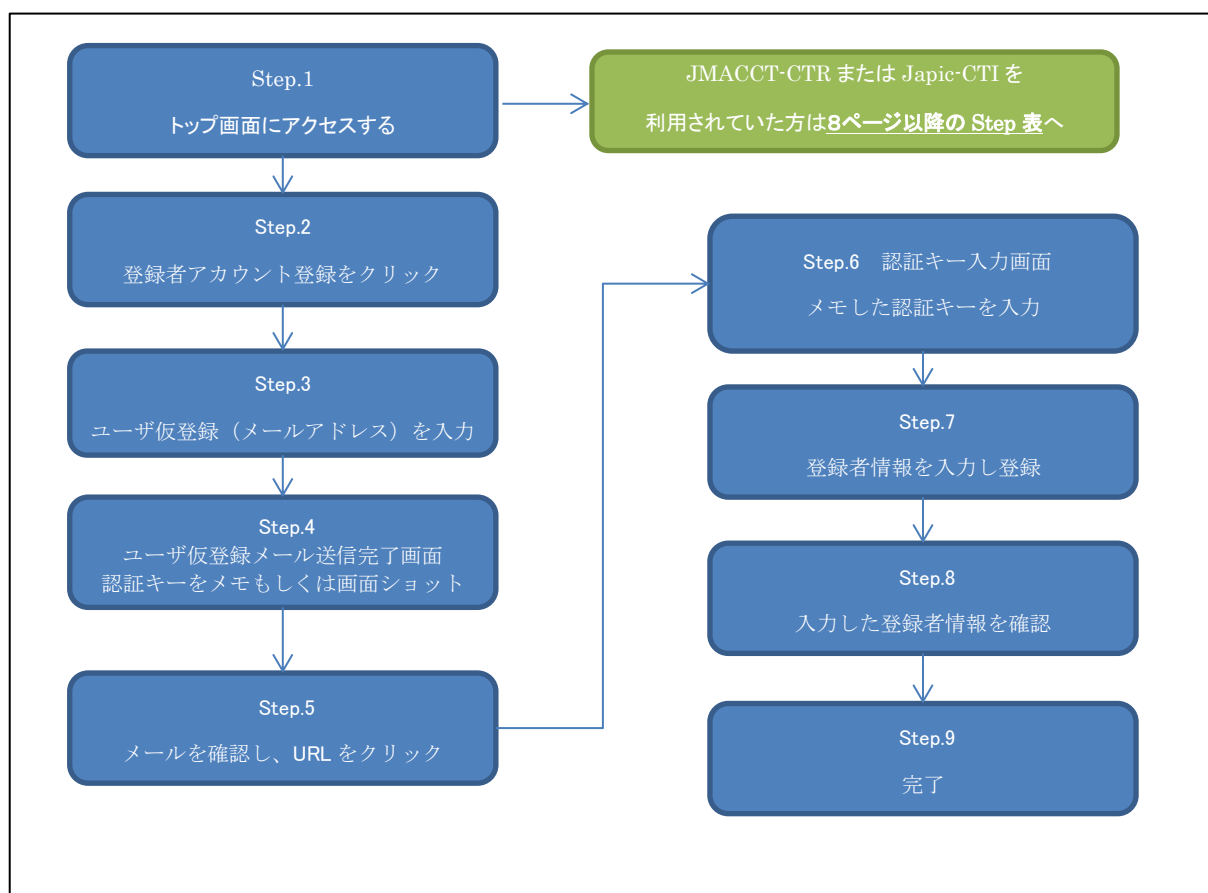 Step.1
トップ画面にアクセスする
JMACCT-CTR または Japic-CTI を
利用されていた方は８ページ以降の Step 表へ
Step.2
登録者アカウント登録をクリック
Step.3
ユーザ仮登録（メールアドレス）を入力
Step.4
ユーザ仮登録メール送信完了画面
認証キーをメモもしくは画面ショット
Step.5
メールを確認し、URL をクリック
Step.6　認証キー入力画面
メモした認証キーを入力
Step.7
登録者情報を入力し登録
Step.8
入力した登録者情報を確認
Step.9
完了